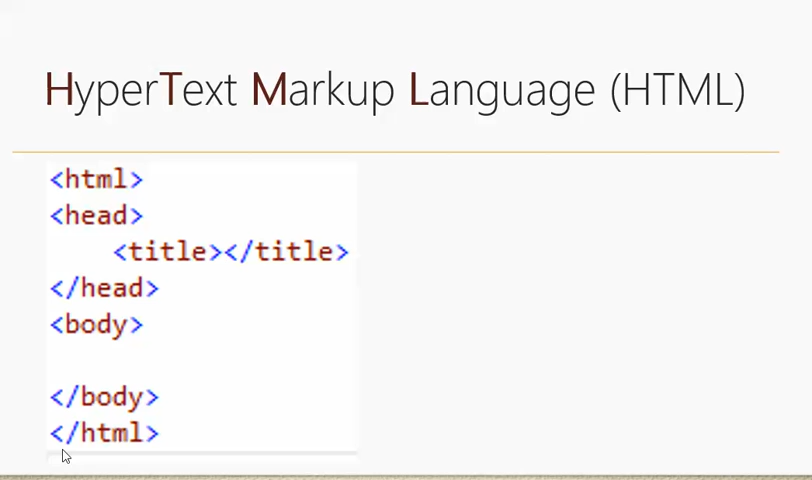 HyperText Markup Language (HTML)
<html>
<head>
    <title></title>
</head>
<body>
</body>
</html>